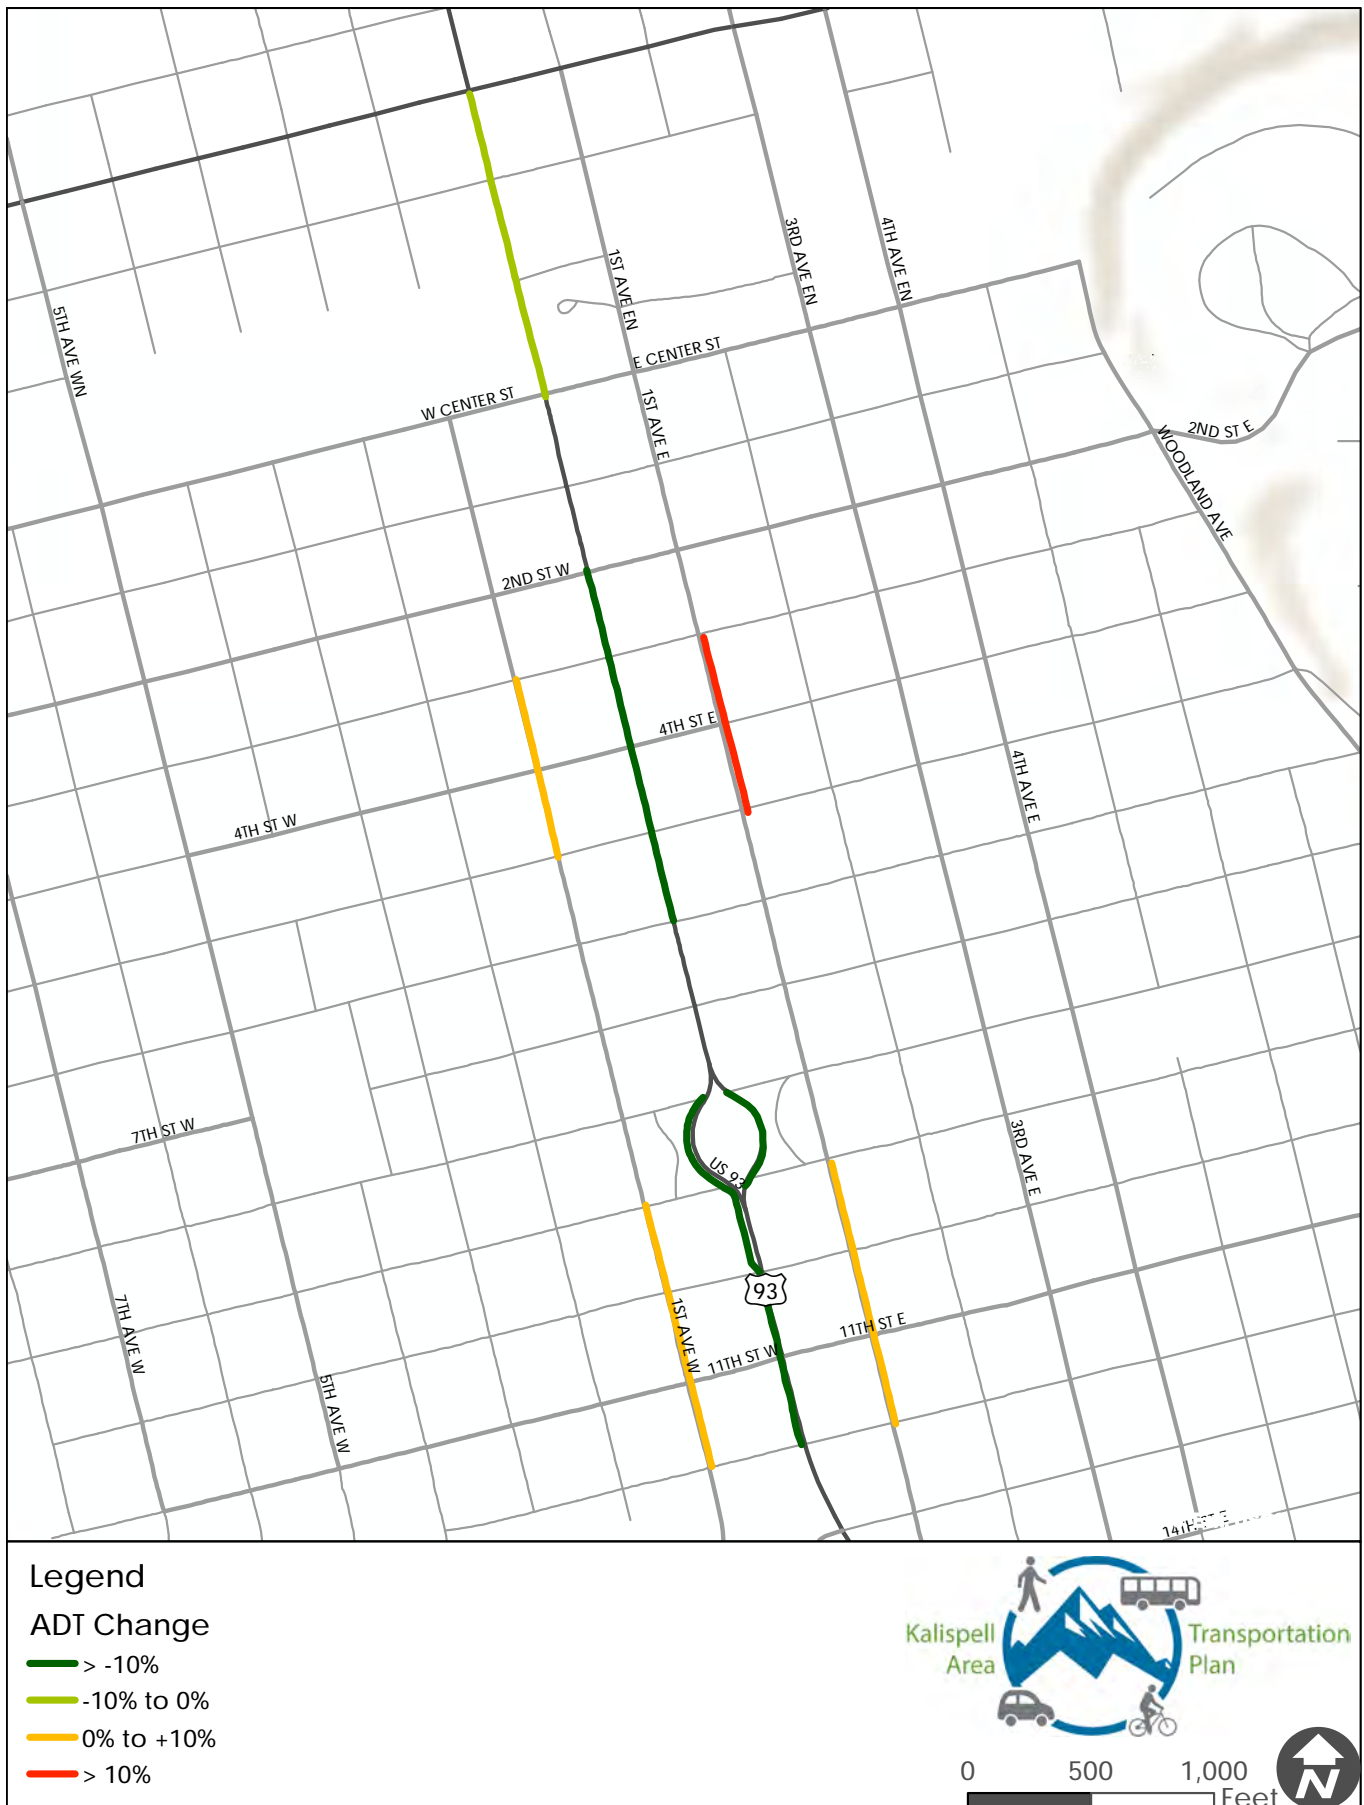 3RD AVE EN
4TH AVE EN
1ST AVE EN
5TH AVE WN
E CENTER ST
W CENTER ST
1ST AVE E
2ND ST E
WOODLAND AVE
2ND ST W
4TH ST E
4TH AVE E
4TH ST W
7TH ST W
3RD AVE E
US 93
93
7TH AVE W
1ST AVE W
11TH ST E
11TH ST W
5TH AVE W
14TH ST E
Legend
ADT Change
> -10%
-10% to 0%
0% to +10%
> 10%
Kalispell Transportation
Area Plan
0 500 1,000
Feet
N